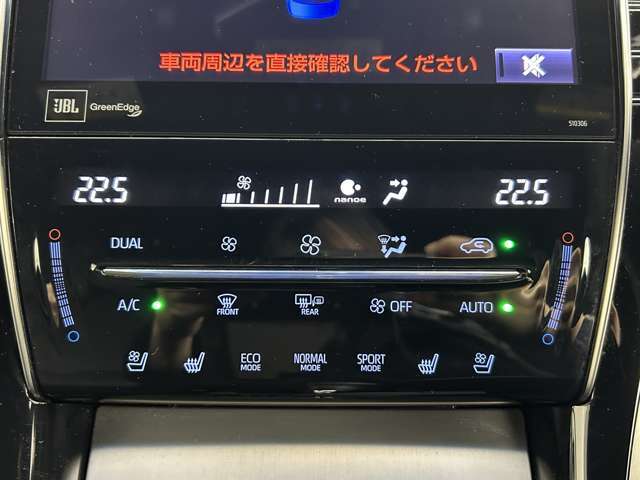 車両周辺を直接確認してください
JBL GreenEdge
510306
22.5 nanoe 22.5
DUAL
A/C FRONT REAR OFF AUTO
ECO MODE NORMAL MODE SPORT MODE